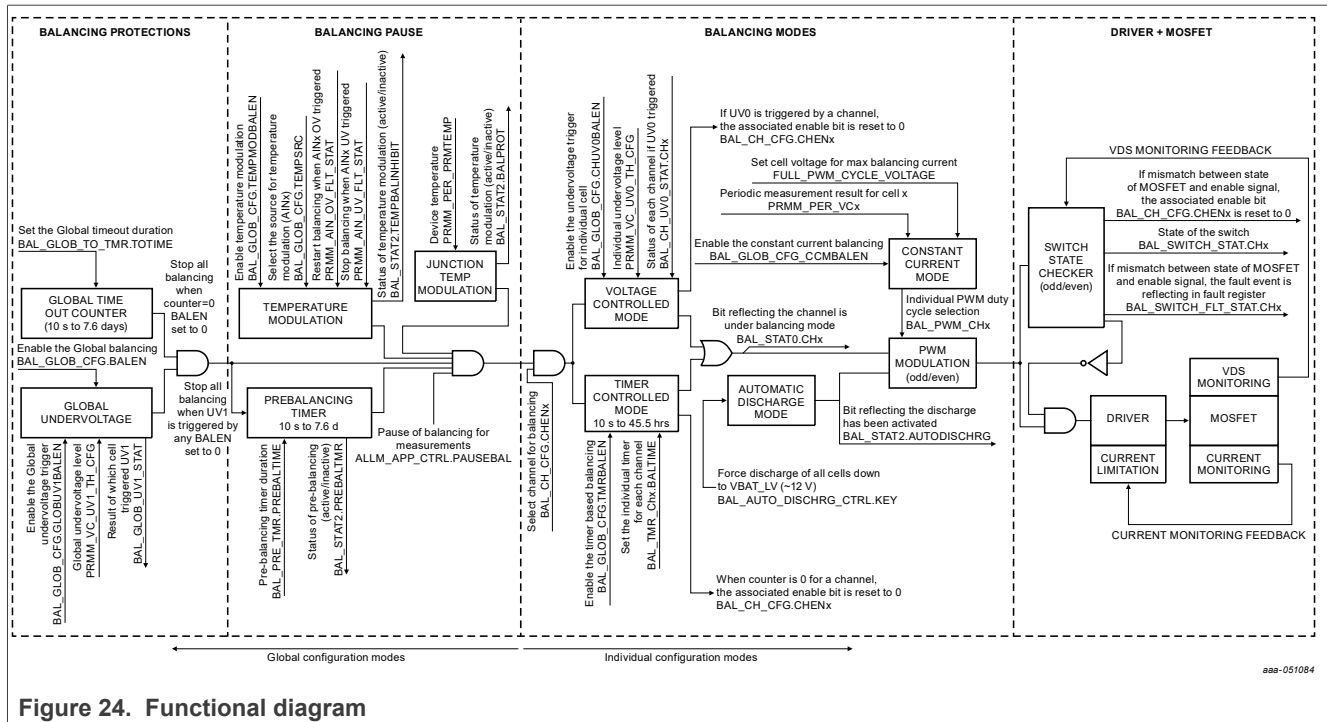 BALANCING PROTECTIONS
BALANCING PAUSE
BALANCING MODES
DRIVER + MOSFET
Set the Global timeout duration
BAL_GLOB_TO_TMR.TOTIME
GLOBAL TIME
OUT COUNTER
(10 s to 7.6 days)
Stop all
balancing
when
counter=0
BALEN
set to 0
Enable the Global balancing
BAL_GLOB_CFG.BALEN
GLOBAL
UNDERVOLTAGE
Stop all
balancing
when UV1
is triggered
by any BALEN
set to 0
Enable the Global
undervoltage trigger
BAL_GLOB_CFG.GLOBUV1BALEN
Global undervoltage level
PRMM_VC_UV1_TH_CFG
Result of which cell
triggered UV1
BAL_GLOB_UV1_STAT
Enable temperature modulation
BAL_GLOB_CFG.TEMPMODBALEN
Select the source for temperature
modulation (AINx)
BAL_GLOB_CFG.TEMPSRC
Restart balancing when AINx OV triggered
PRMM_AIN_OV_FLT_STAT
Stop balancing when AINx UV triggered
PRMM_AIN_UV_FLT_STAT
Status of temperature modulation (active/inactive)
BAL_STAT2.TEMPBALINHIBIT
TEMPERATURE
MODULATION
Device temperature
PRMM_PER_PRMTEMP
Status of temperature
modulation (active/inactive)
BAL_STAT2.BALPROT
JUNCTION TEMP
MODULATION
PREBALANCING
TIMER
10 s to 7.6 d
Pre-balancing timer duration
BAL_PRE_TMR.PREBALTIME
Status of pre-balancing
(active/inactive)
BAL_STAT2.PREBALTMR
Pause of balancing for
measurements
ALLM_APP_CTRL.PAUSEBAL
Select channel for balancing
BAL_CH_CFG.CHENx
Enable the undervoltage trigger
for individual cell
BAL_GLOB_CFG.CHUV0BALEN
Individual undervoltage level
PRMM_VC_UV0_TH_CFG
Status of each channel if UV0 triggered
BAL_CH_UV0_STAT.CHx
VOLTAGE
CONTROLLED
MODE
If UV0 is triggered by a channel,
the associated enable bit is reset to 0
BAL_CH_CFG.CHENx
Set cell voltage for max balancing current
FULL_PWM_CYCLE_VOLTAGE
Periodic measurement result for cell x
PRMM_PER_VCx
Enable the constant current balancing
BAL_GLOB_CFG_CCMBALEN
CONSTANT
CURRENT
MODE
Individual PWM duty
cycle selection
BAL_PWM_CHx
Bit reflecting the channel is
under balancing mode
BAL_STAT0.CHx
PWM
MODULATION
(odd/even)
TIMER
CONTROLLED
MODE
10 s to 45.5 hrs
AUTOMATIC
DISCHARGE
MODE
Bit reflecting the discharge
has been activated
BAL_STAT2.AUTODISCHRG
Force discharge of all cells down
to VBAT_LV (~12 V)
BAL_AUTO_DISCHRG_CTRL.KEY
Enable the timer based balancing
BAL_GLOB_CFG.TMRBALEN
Set the individual timer
for each channel
BAL_TMR_Chx.BALTIME
When counter is 0 for a channel,
the associated enable bit is reset to 0
BAL_CH_CFG.CHENx
VDS MONITORING FEEDBACK
If mismatch between state
of MOSFET and enable signal,
the associated enable bit
BAL_CH_CFG.CHENx is reset to 0
SWITCH
STATE
CHECKER
(odd/even)
State of the switch
BAL_SWITCH_STAT.CHx
If mismatch between state of MOSFET
and enable signal, the fault event is
reflecting in fault register
BAL_SWITCH_FLT_STAT.CHx
DRIVER
CURRENT
LIMITATION
VDS
MONITORING
MOSFET
CURRENT
MONITORING
CURRENT MONITORING FEEDBACK
Global configuration modes
Individual configuration modes
aaa-051084
Figure 24. Functional diagram